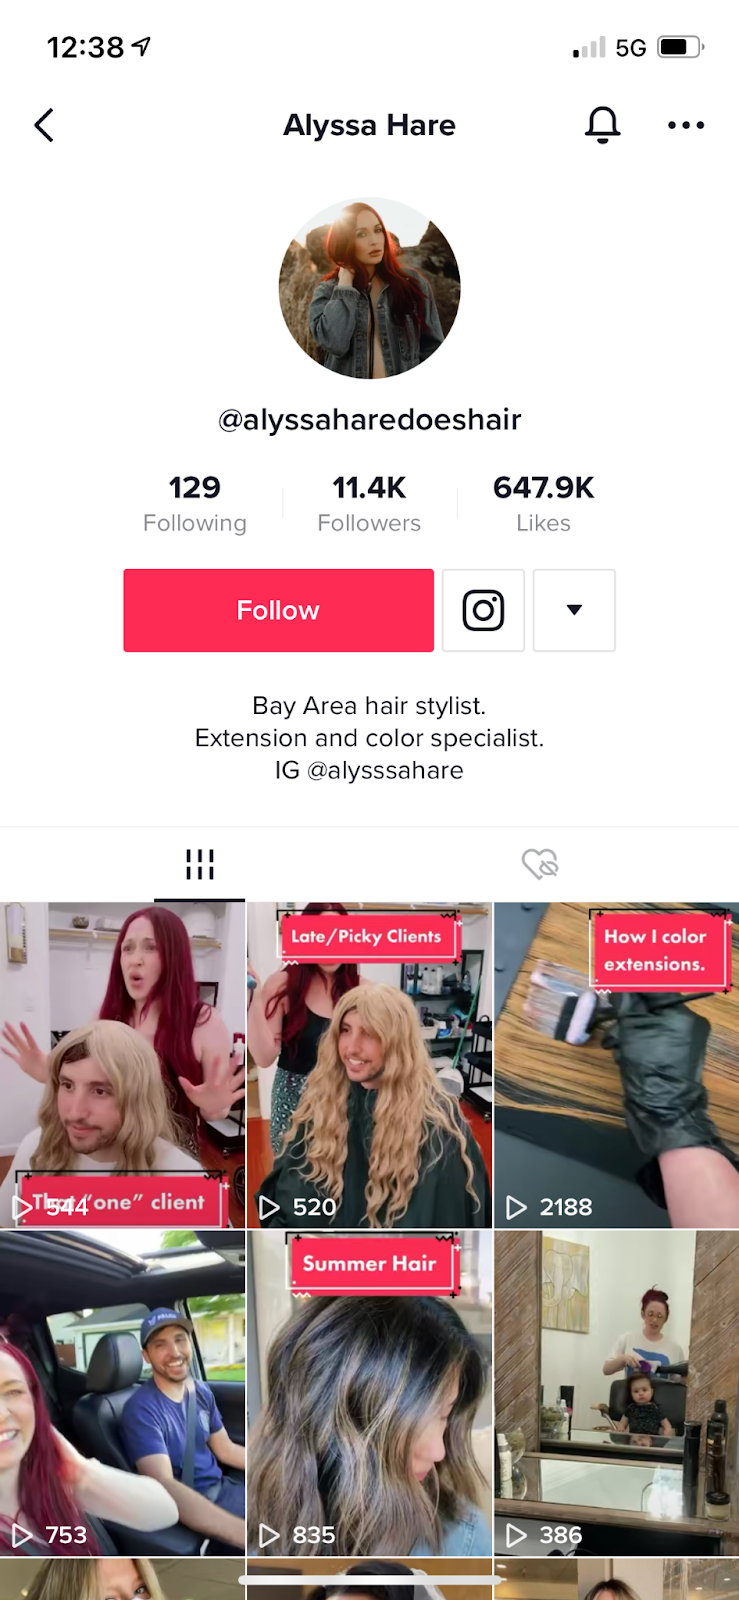 12:38
5G
Alyssa Hare
@alyssaharedoeshair
129
11.4K
647.9K
Following
Followers
Likes
Follow
Bay Area hair stylist.
Extension and color specialist.
IG @alysssahare
That "one" client
544
Late/Picky Clients
520
How I color
extensions.
2188
753
Summer Hair
835
386